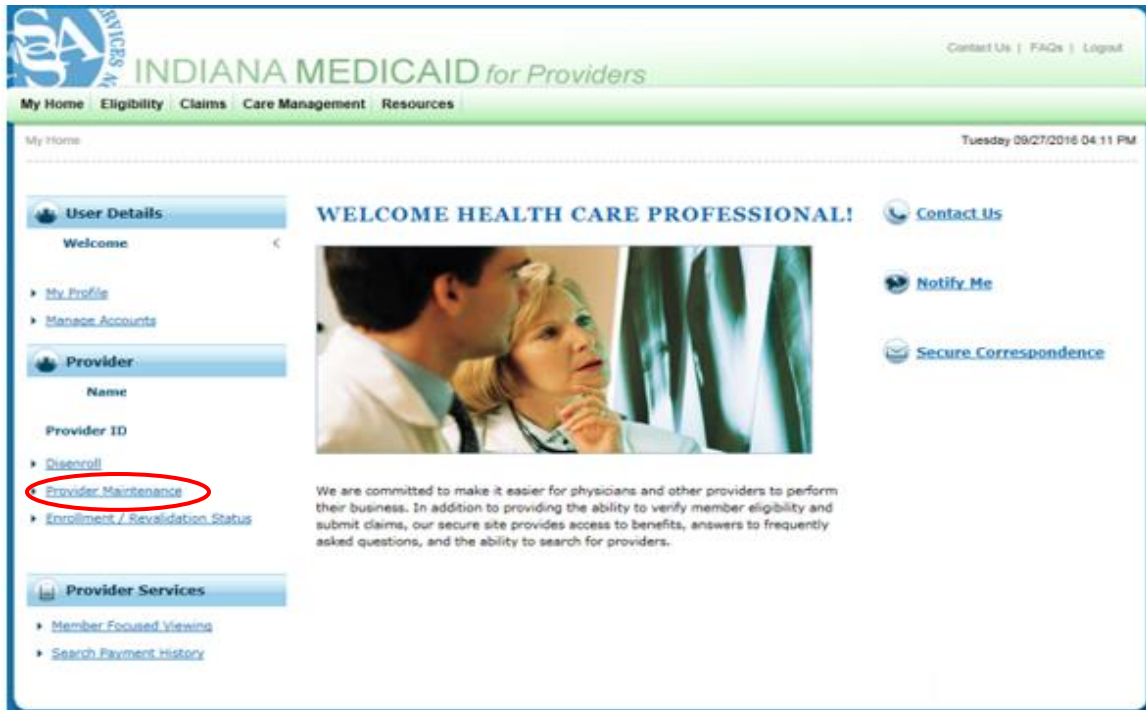 SERVICES
Contact Us | FAQs | Logout
INDIANA MEDICAID for Providers
My Home Eligibility Claims Care Management Resources
My Home
Tuesday 09/27/2016 04:11 PM
User Details
Welcome
My Profile
Manage Accounts
Provider
Name
Provider ID
Disenroll
Provider Maintenance
Enrollment / Revalidation Status
Provider Services
Member Focused Viewing
Search Payment History
WELCOME HEALTH CARE PROFESSIONAL!
We are committed to make it easier for physicians and other providers to perform
their business. In addition to providing the ability to verify member eligibility and
submit claims, our secure site provides access to benefits, answers to frequently
asked questions, and the ability to search for providers.
Contact Us
Notify Me
Secure Correspondence